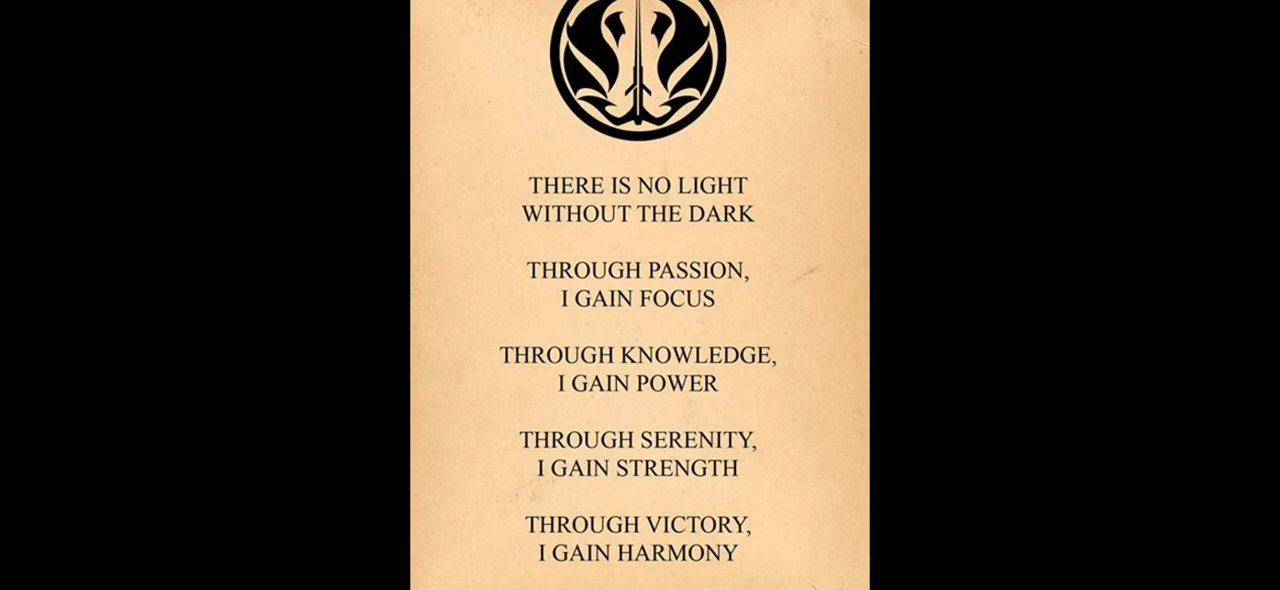 THERE IS NO LIGHT
WITHOUT THE DARK
THROUGH PASSION,
I GAIN FOCUS
THROUGH KNOWLEDGE,
I GAIN POWER
THROUGH SERENITY,
I GAIN STRENGTH
THROUGH VICTORY,
I GAIN HARMONY